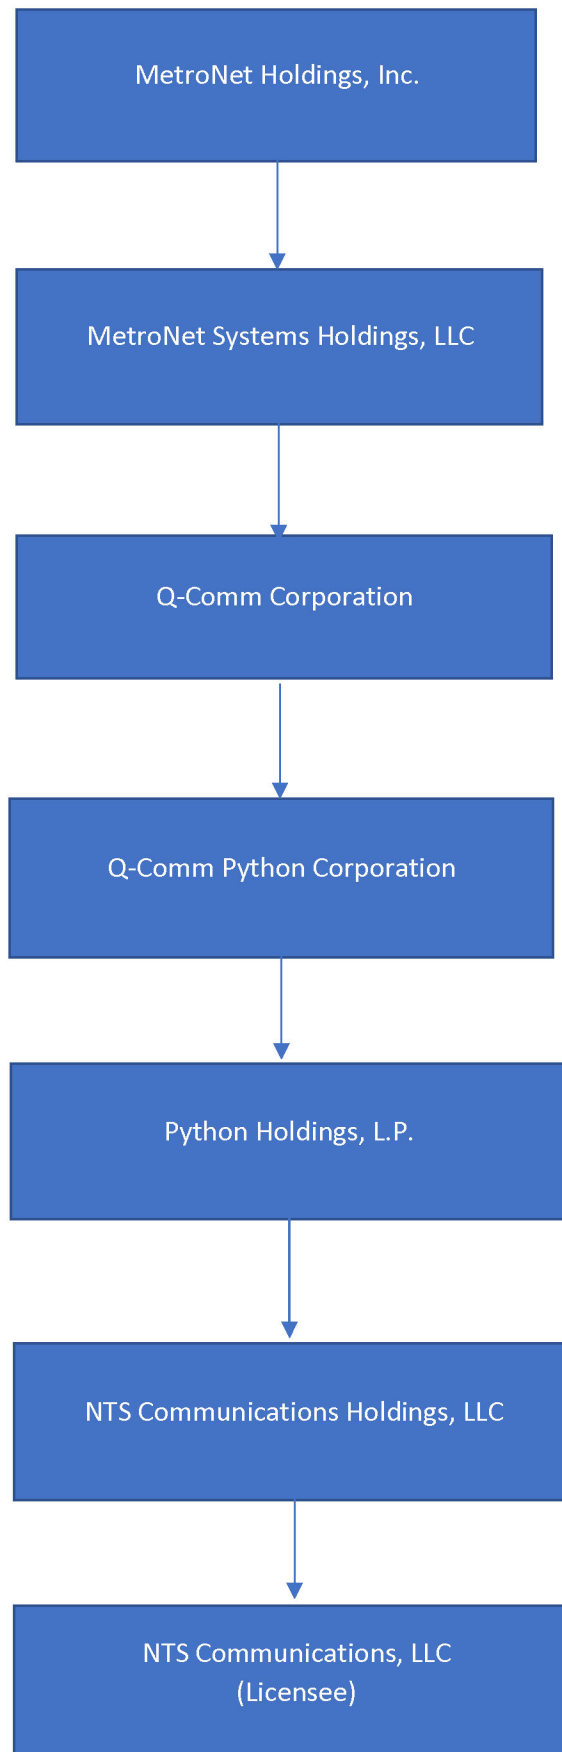 MetroNet Holdings, Inc.
MetroNet Systems Holdings, LLC
Q-Comm Corporation
Q-Comm Python Corporation
Python Holdings, L.P.
NTS Communications Holdings, LLC
NTS Communications, LLC
(Licensee)